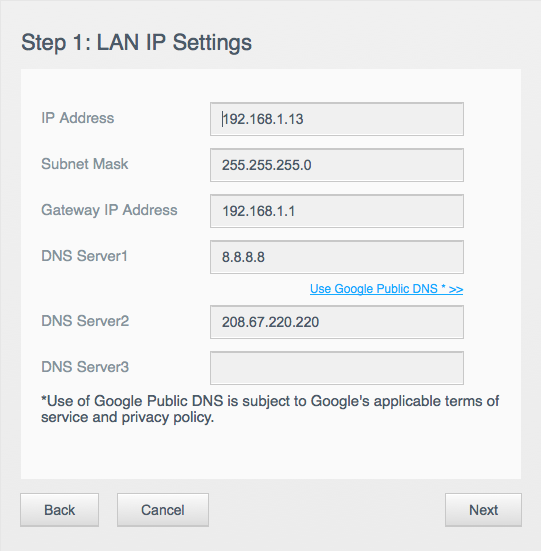 Step 1: LAN IP Settings
IP Address 192.168.1.13
Subnet Mask 255.255.255.0
Gateway IP Address 192.168.1.1
DNS Server1 8.8.8.8
Use Google Public DNS * >>
DNS Server2 208.67.220.220
DNS Server3
*Use of Google Public DNS is subject to Google's applicable terms of
service and privacy policy.
Back Cancel Next